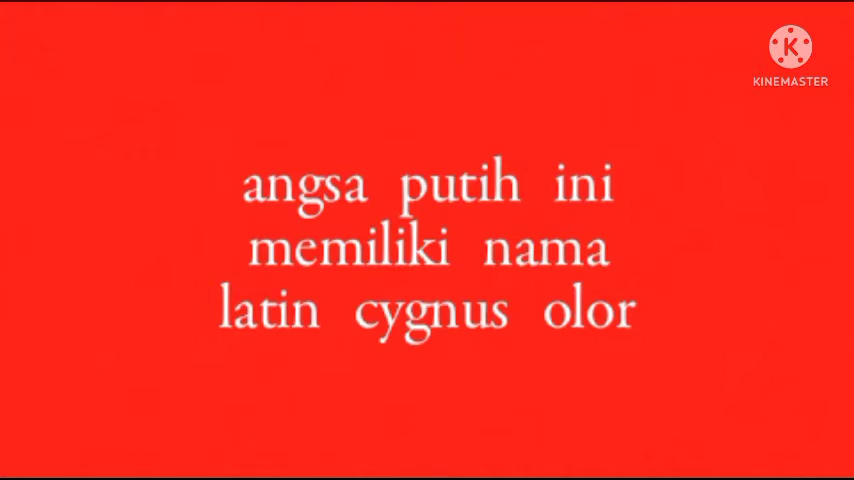 KINEMASTER
angsa putih ini
memiliki nama
latin cygnus olor